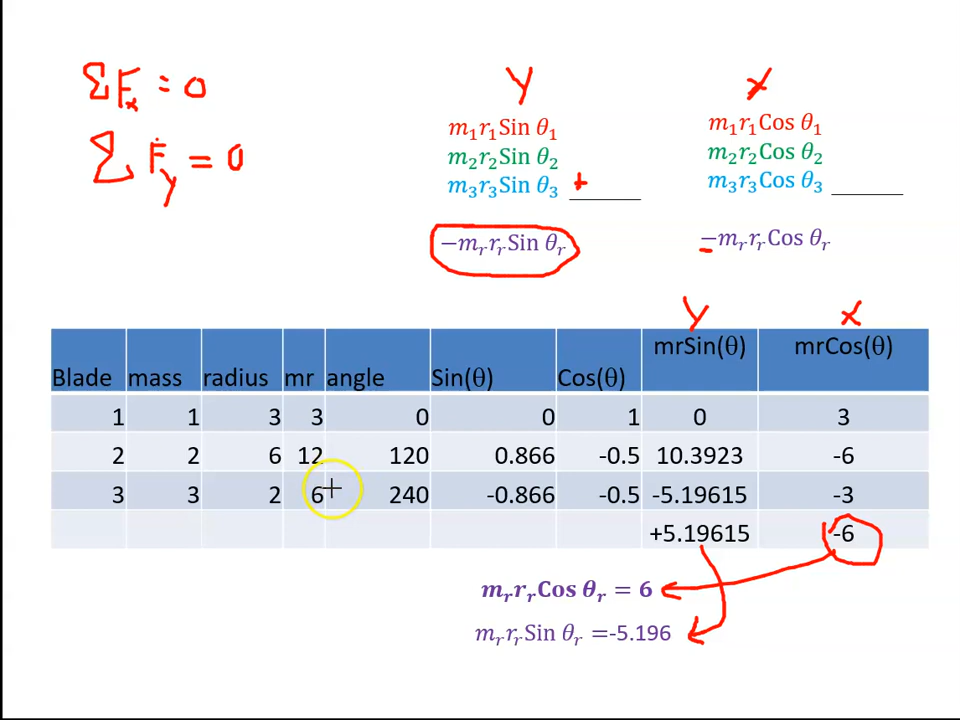 ΣFx = 0
ΣFy = 0
Y
m₁r₁Sin θ₁
m₂r₂Sin θ₂
m₃r₃Sin θ₃ +
−mᵣrᵣSin θᵣ
X
m₁r₁Cos θ₁
m₂r₂Cos θ₂
m₃r₃Cos θ₃
−mᵣrᵣCos θᵣ
Y X
Blade mass radius mr angle Sin(θ) Cos(θ) mrSin(θ) mrCos(θ)
1 1 3 3 0 0 1 0 3
2 2 6 12 120 0.866 -0.5 10.3923 -6
3 3 2 6 240 -0.866 -0.5 -5.19615 -3
+5.19615 -6
mᵣrᵣCos θᵣ = 6
mᵣrᵣSin θᵣ =-5.196